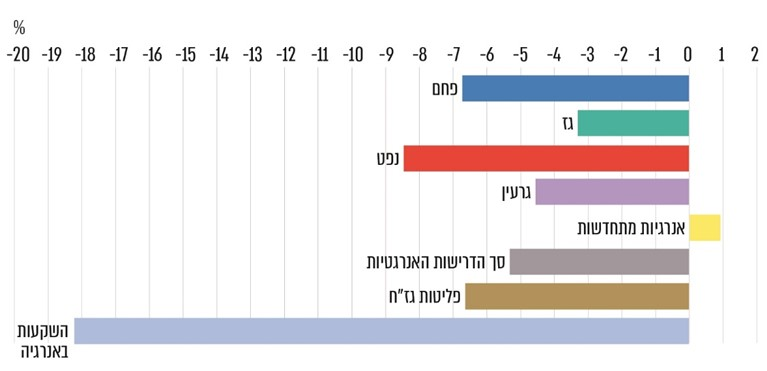 %
-20 -19 -18 -17 -16 -15 -14 -13 -12 -11 -10 -9 -8 -7 -6 -5 -4 -3 -2 -1 0 1 2
פחם
גז
נפט
גרעין
אנרגיות מתחדשות
סך הדרישות האנרגטיות
פליטות גז"ח
השקעות
באנרגיה